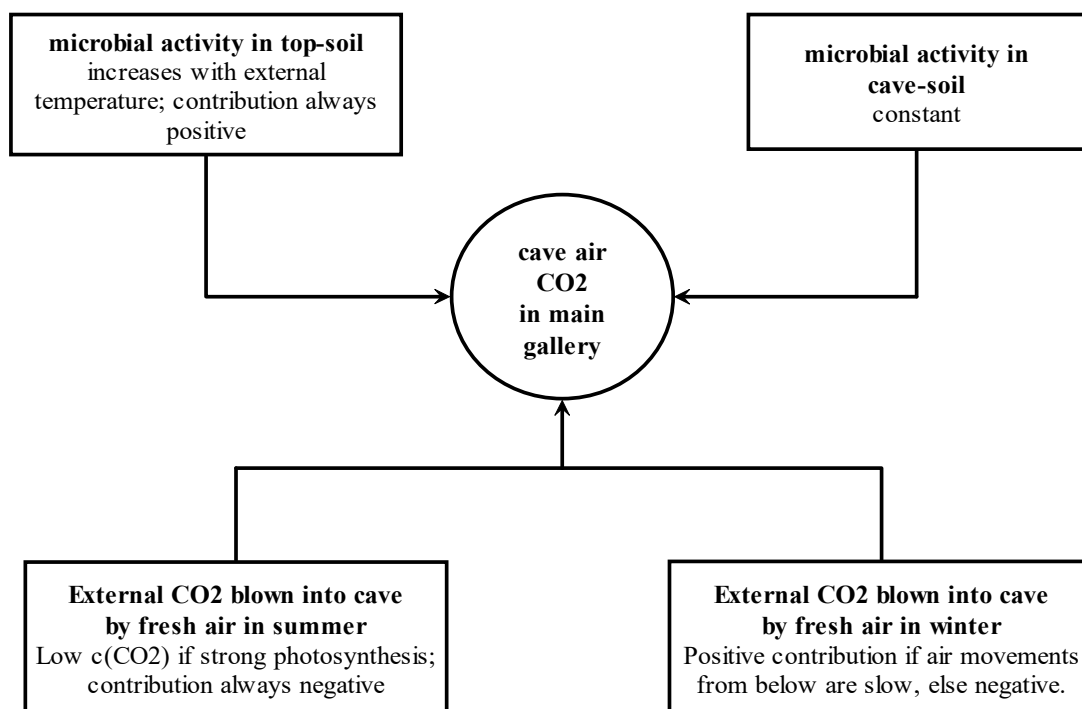 microbial activity in top-soil
increases with external
temperature; contribution always
positive
microbial activity in
cave-soil
constant
cave air
CO2
in main
gallery
External CO2 blown into cave
by fresh air in summer
Low c(CO2) if strong photosynthesis;
contribution always negative
External CO2 blown into cave
by fresh air in winter
Positive contribution if air movements
from below are slow, else negative.